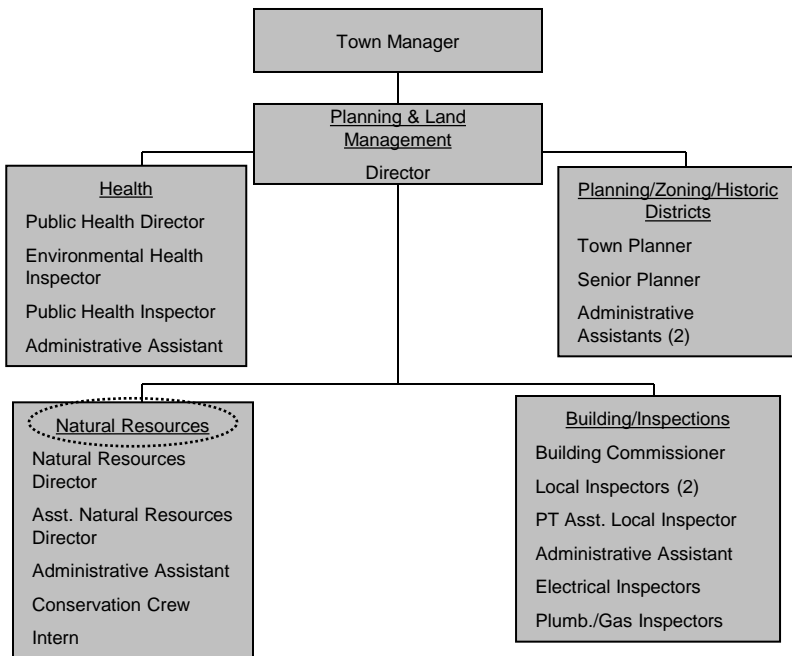 Town Manager
Planning & Land
Management
Director
Health
Public Health Director
Environmental Health
Inspector
Public Health Inspector
Administrative Assistant
Planning/Zoning/Historic
Districts
Town Planner
Senior Planner
Administrative
Assistants (2)
Natural Resources
Natural Resources
Director
Asst. Natural Resources
Director
Administrative Assistant
Conservation Crew
Intern
Building/Inspections
Building Commissioner
Local Inspectors (2)
PT Asst. Local Inspector
Administrative Assistant
Electrical Inspectors
Plumb./Gas Inspectors